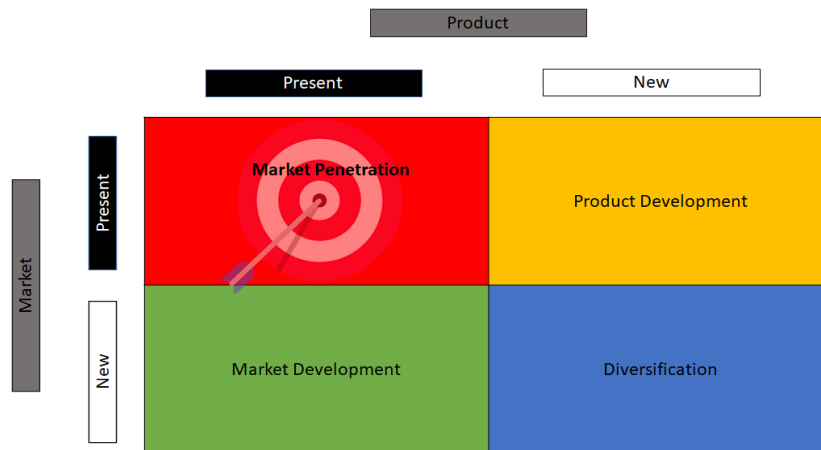 Product
Present
New
Market
Present
Market Penetration
Product Development
New
Market Development
Diversification